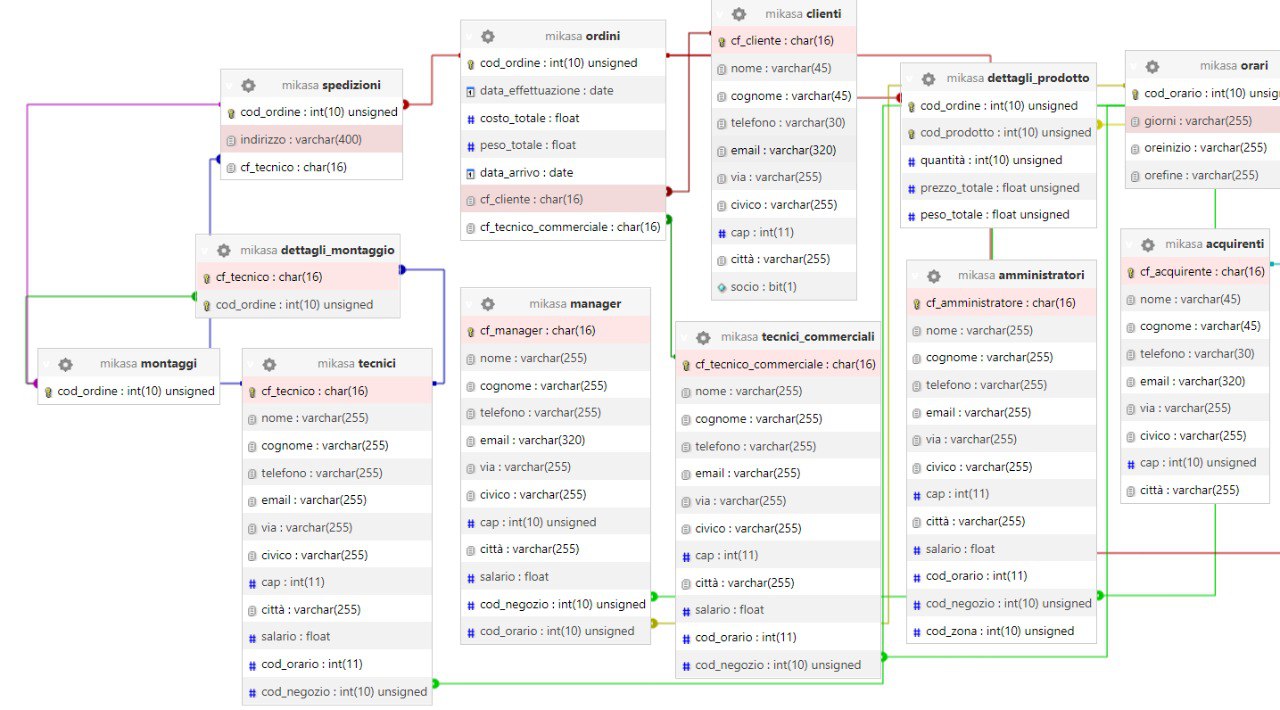 mikasa spedizioni
cod_ordine : int(10) unsigned
indirizzo : varchar(400)
cf_tecnico : char(16)
mikasa dettagli_montaggio
cf_tecnico : char(16)
cod_ordine : int(10) unsigned
mikasa montaggi
cod_ordine : int(10) unsigned
mikasa tecnici
cf_tecnico : char(16)
nome : varchar(255)
cognome : varchar(255)
telefono : varchar(255)
email : varchar(255)
via : varchar(255)
civico : varchar(255)
cap : int(11)
città : varchar(255)
salario : float
cod_orario : int(11)
cod_negozio : int(10) unsigned
mikasa ordini
cod_ordine : int(10) unsigned
data_effettuazione : date
costo_totale : float
peso_totale : float
data_arrivo : date
cf_cliente : char(16)
cf_tecnico_commerciale : char(16)
mikasa manager
cf_manager : char(16)
nome : varchar(255)
cognome : varchar(255)
telefono : varchar(255)
email : varchar(320)
via : varchar(255)
civico : varchar(255)
cap : int(10) unsigned
città : varchar(255)
salario : float
cod_negozio : int(10) unsigned
cod_orario : int(10) unsigned
mikasa clienti
cf_cliente : char(16)
nome : varchar(45)
cognome : varchar(45)
telefono : varchar(30)
email : varchar(320)
via : varchar(255)
civico : varchar(255)
cap : int(11)
città : varchar(255)
socio : bit(1)
mikasa tecnici_commerciali
cf_tecnico_commerciale : char(16)
nome : varchar(255)
cognome : varchar(255)
telefono : varchar(255)
email : varchar(255)
via : varchar(255)
civico : varchar(255)
cap : int(11)
città : varchar(255)
salario : float
cod_orario : int(11)
cod_negozio : int(10) unsigned
mikasa dettagli_prodotto
cod_ordine : int(10) unsigned
cod_prodotto : int(10) unsigned
quantità : int(10) unsigned
prezzo_totale : float unsigned
peso_totale : float unsigned
mikasa amministratori
cf_amministratore : char(16)
nome : varchar(255)
cognome : varchar(255)
telefono : varchar(255)
email : varchar(255)
via : varchar(255)
civico : varchar(255)
cap : int(11)
città : varchar(255)
salario : float
cod_orario : int(11)
cod_negozio : int(10) unsigned
cod_zona : int(10) unsigned
mikasa orari
cod_orario : int(10) unsig
giorni : varchar(255)
oreinizio : varchar(255)
orefine : varchar(255)
mikasa acquirenti
cf_acquirente : char(16)
nome : varchar(45)
cognome : varchar(45)
telefono : varchar(30)
email : varchar(320)
via : varchar(255)
civico : varchar(255)
cap : int(10) unsigned
città : varchar(255)